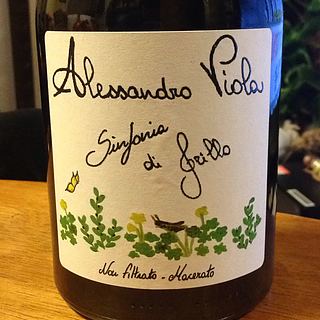 Alessandro Viola
Sinfonia
di Grillo
Non filtrato - Macerato